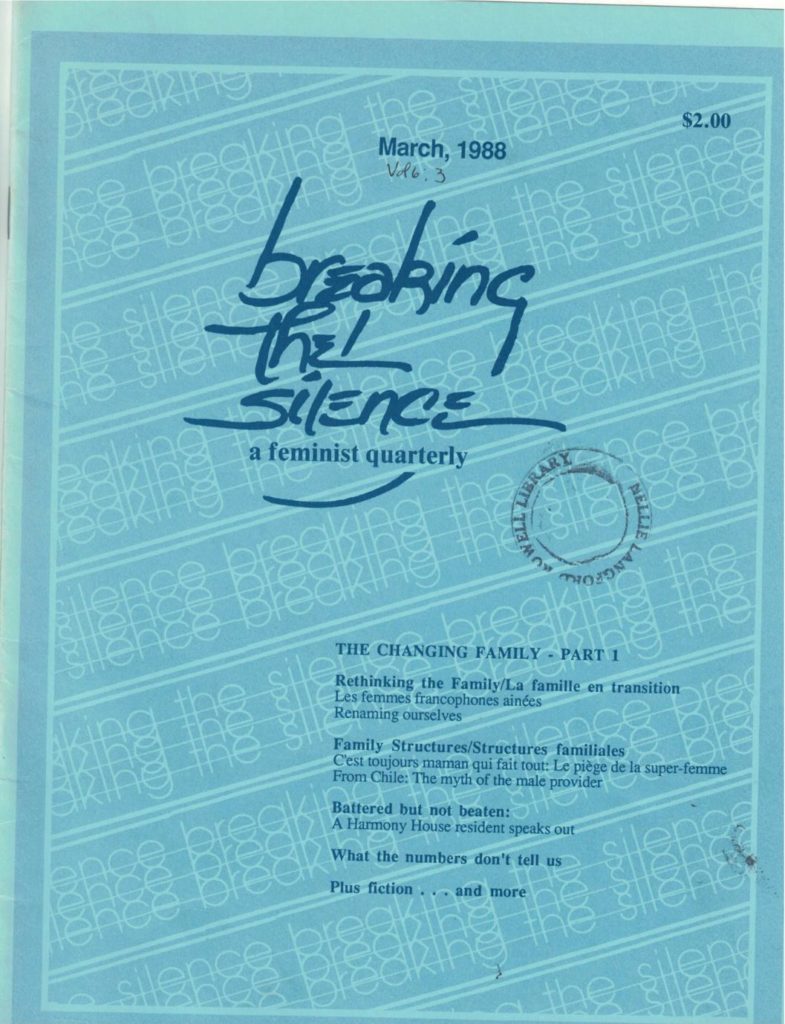 $2.00
March, 1988
Vol 6. 3
breaking
the
silence
a feminist quarterly
NELLIE LANGFORD ROWELL LIBRARY
THE CHANGING FAMILY - PART 1
Rethinking the Family/La famille en transition
Les femmes francophones ainées
Renaming ourselves
Family Structures/Structures familiales
C'est toujours maman qui fait tout: Le piège de la super-femme
From Chile: The myth of the male provider
Battered but not beaten:
A Harmony House resident speaks out
What the numbers don't tell us
Plus fiction . . . and more